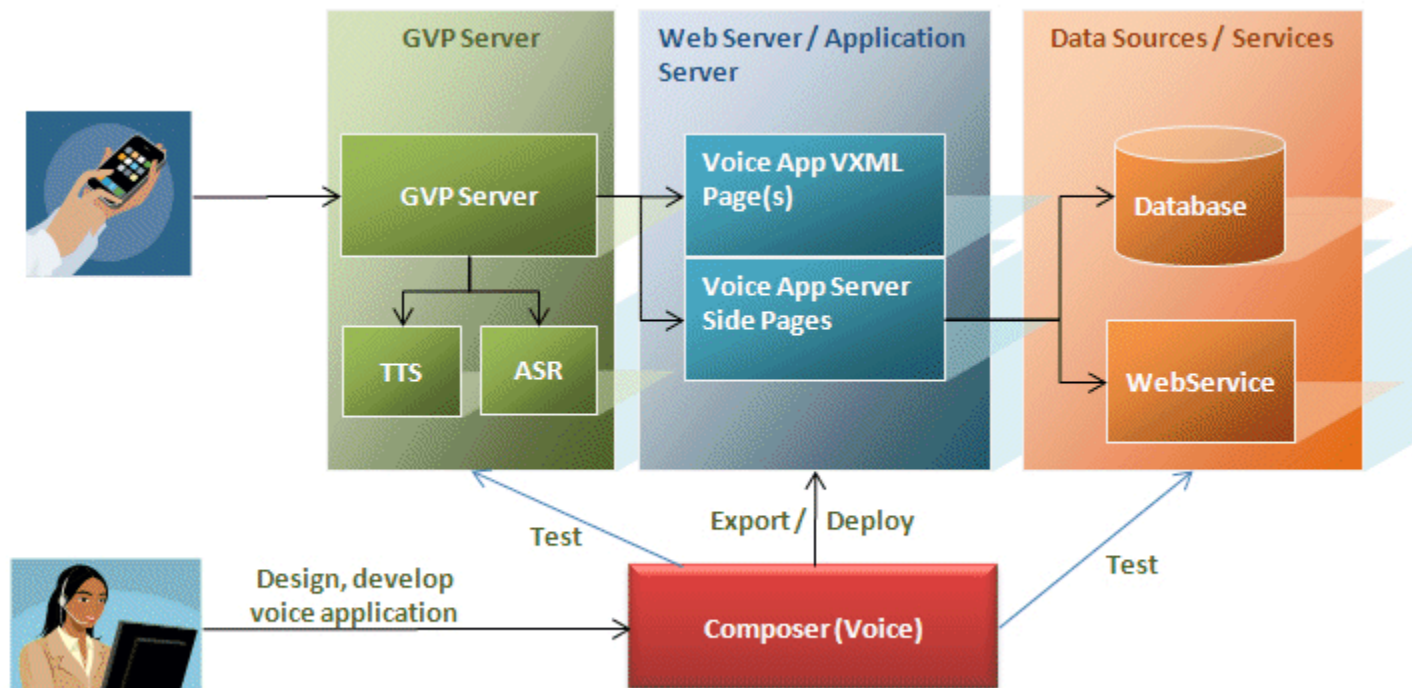 GVP Server
Web Server / Application
Server
Data Sources / Services
GVP Server
Voice App VXML
Page(s)
Database
Voice App Server
Side Pages
TTS
ASR
WebService
Test
Export / Deploy
Test
Design, develop
voice application
Composer (Voice)